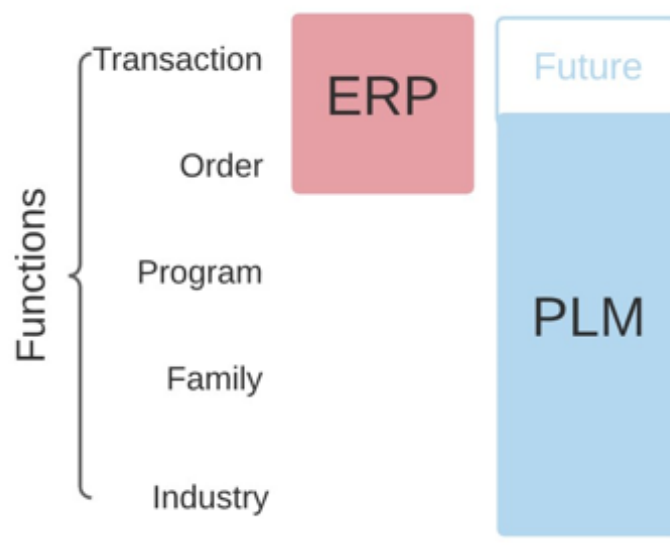 Functions
Transaction
Order
Program
Family
Industry
ERP
Future
PLM